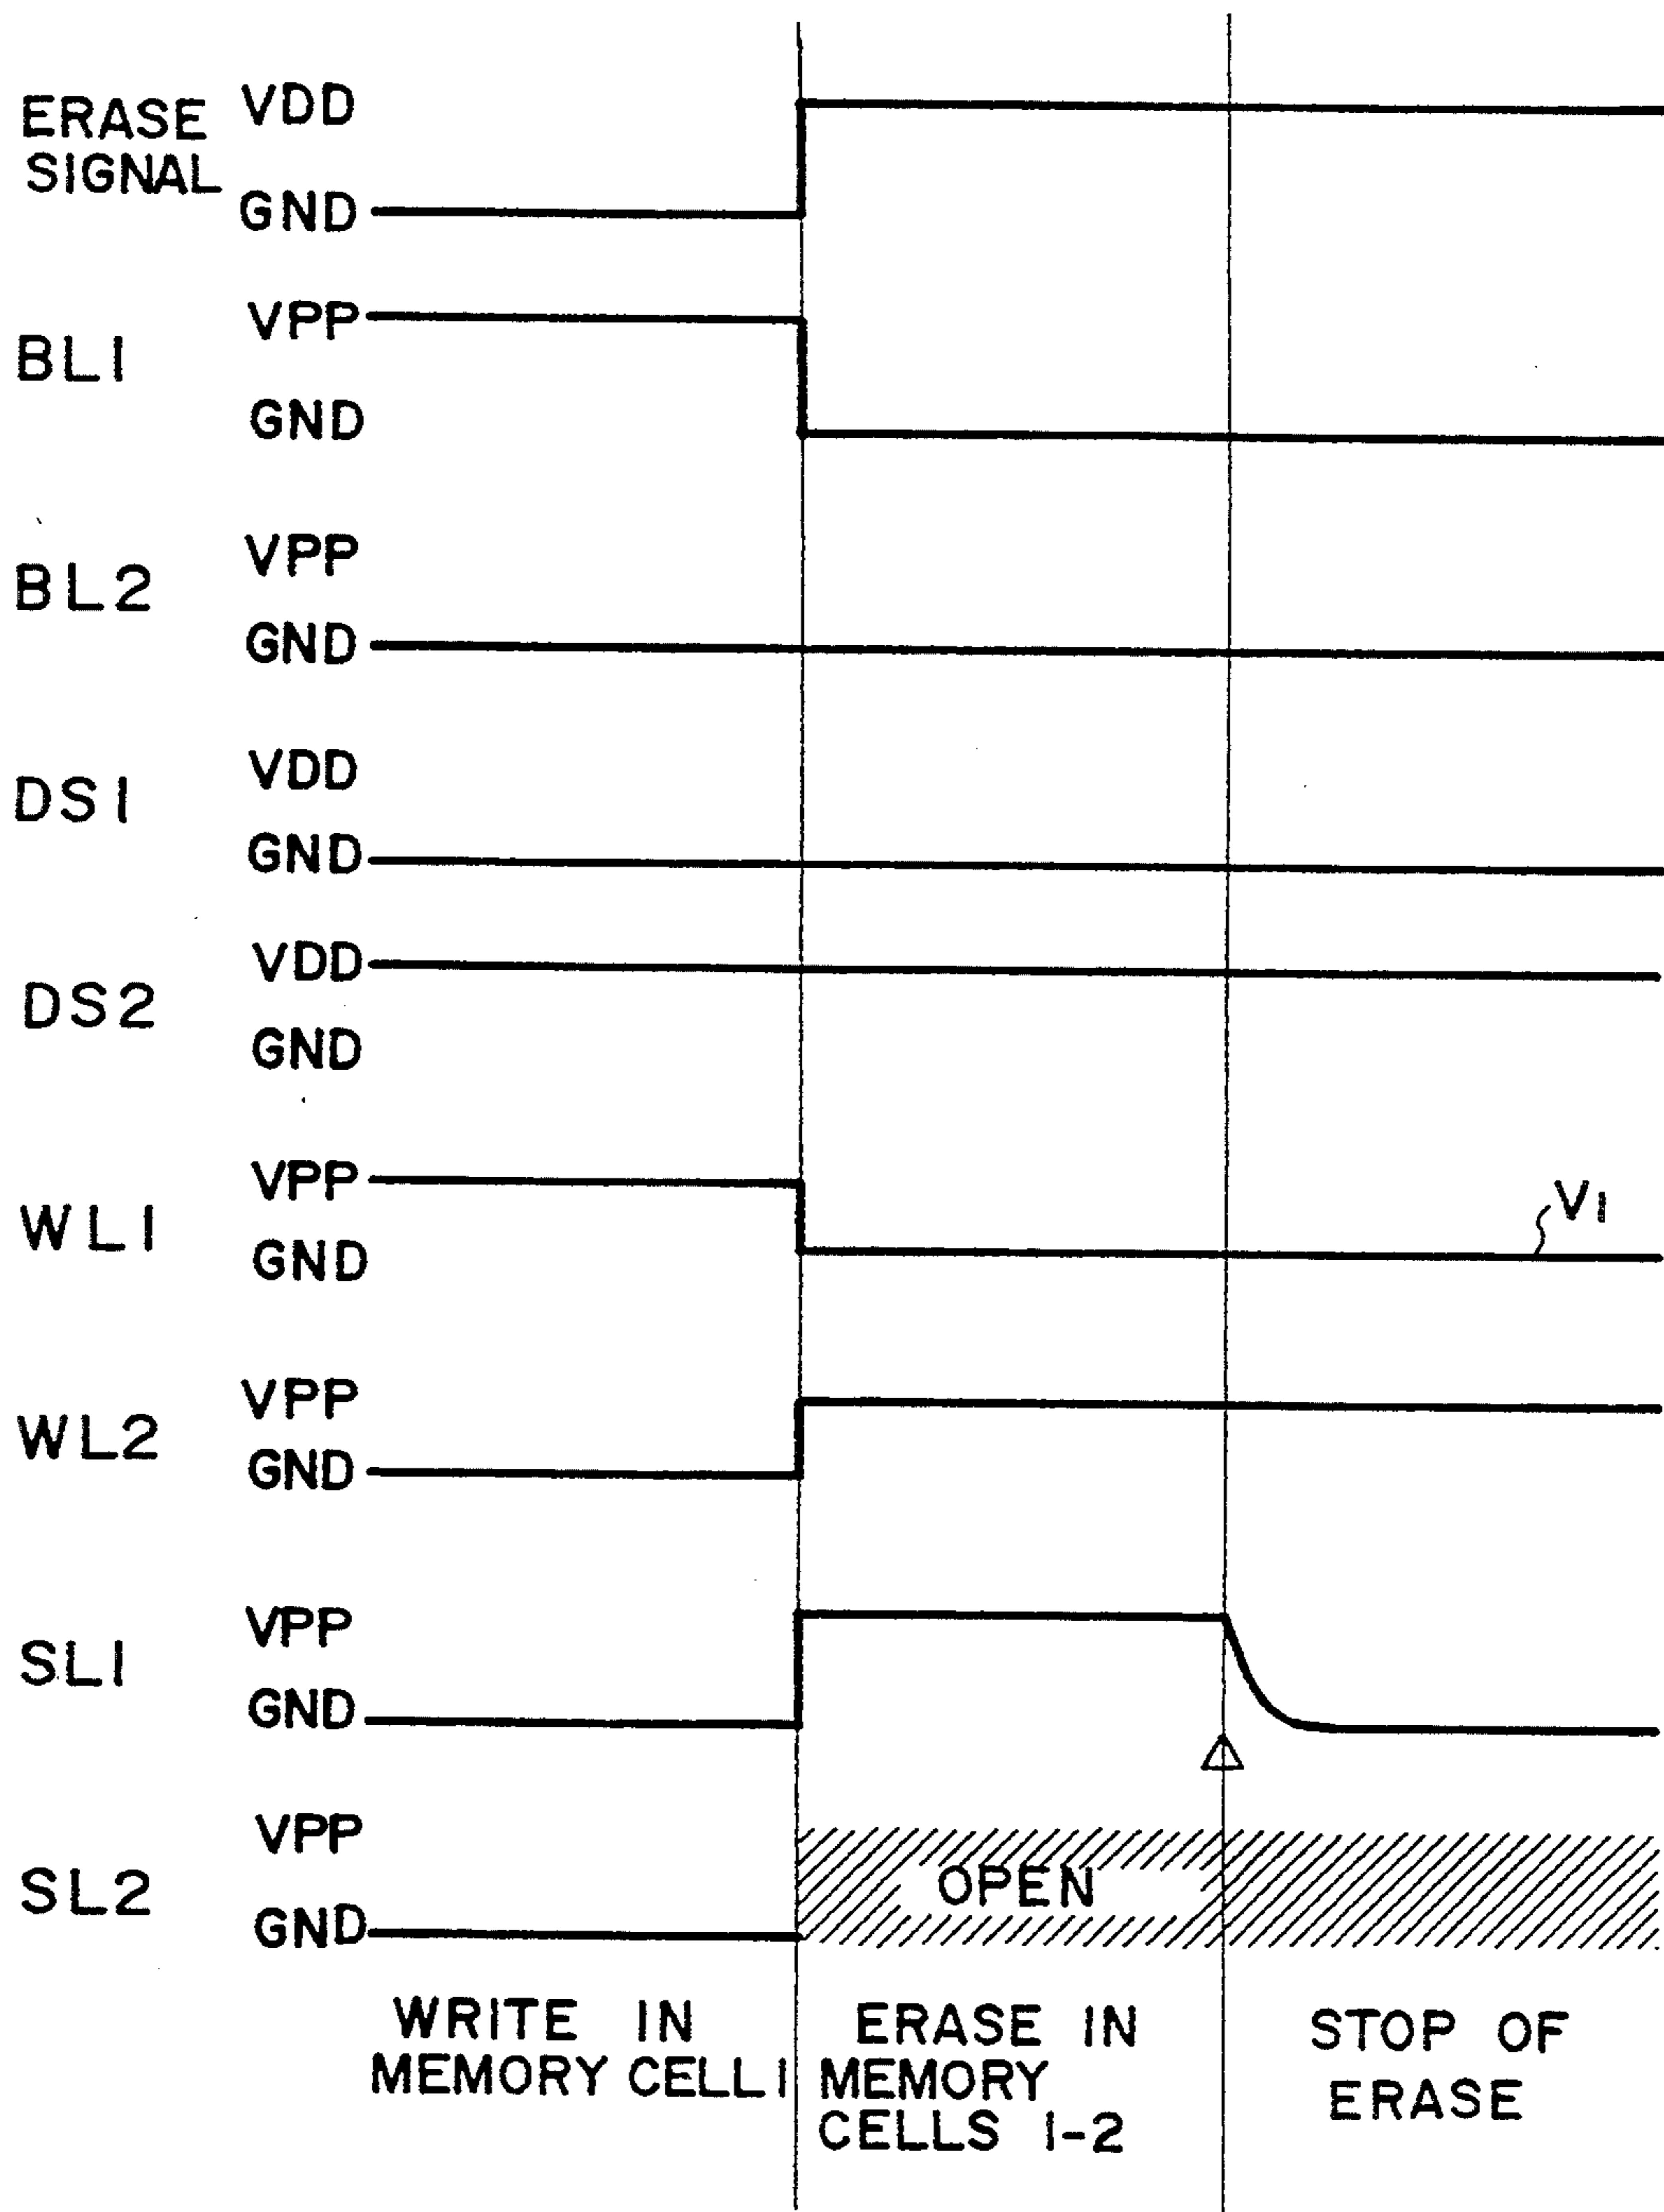 ERASE SIGNAL VDD
GND
BL1 VPP
GND
BL2 VPP
GND
DS1 VDD
GND
DS2 VDD
GND
WL1 VPP
GND
V1
WL2 VPP
GND
SL1 VPP
GND
SL2 VPP
GND
OPEN
WRITE IN
MEMORY CELL1
ERASE IN
MEMORY
CELLS 1-2
STOP OF
ERASE